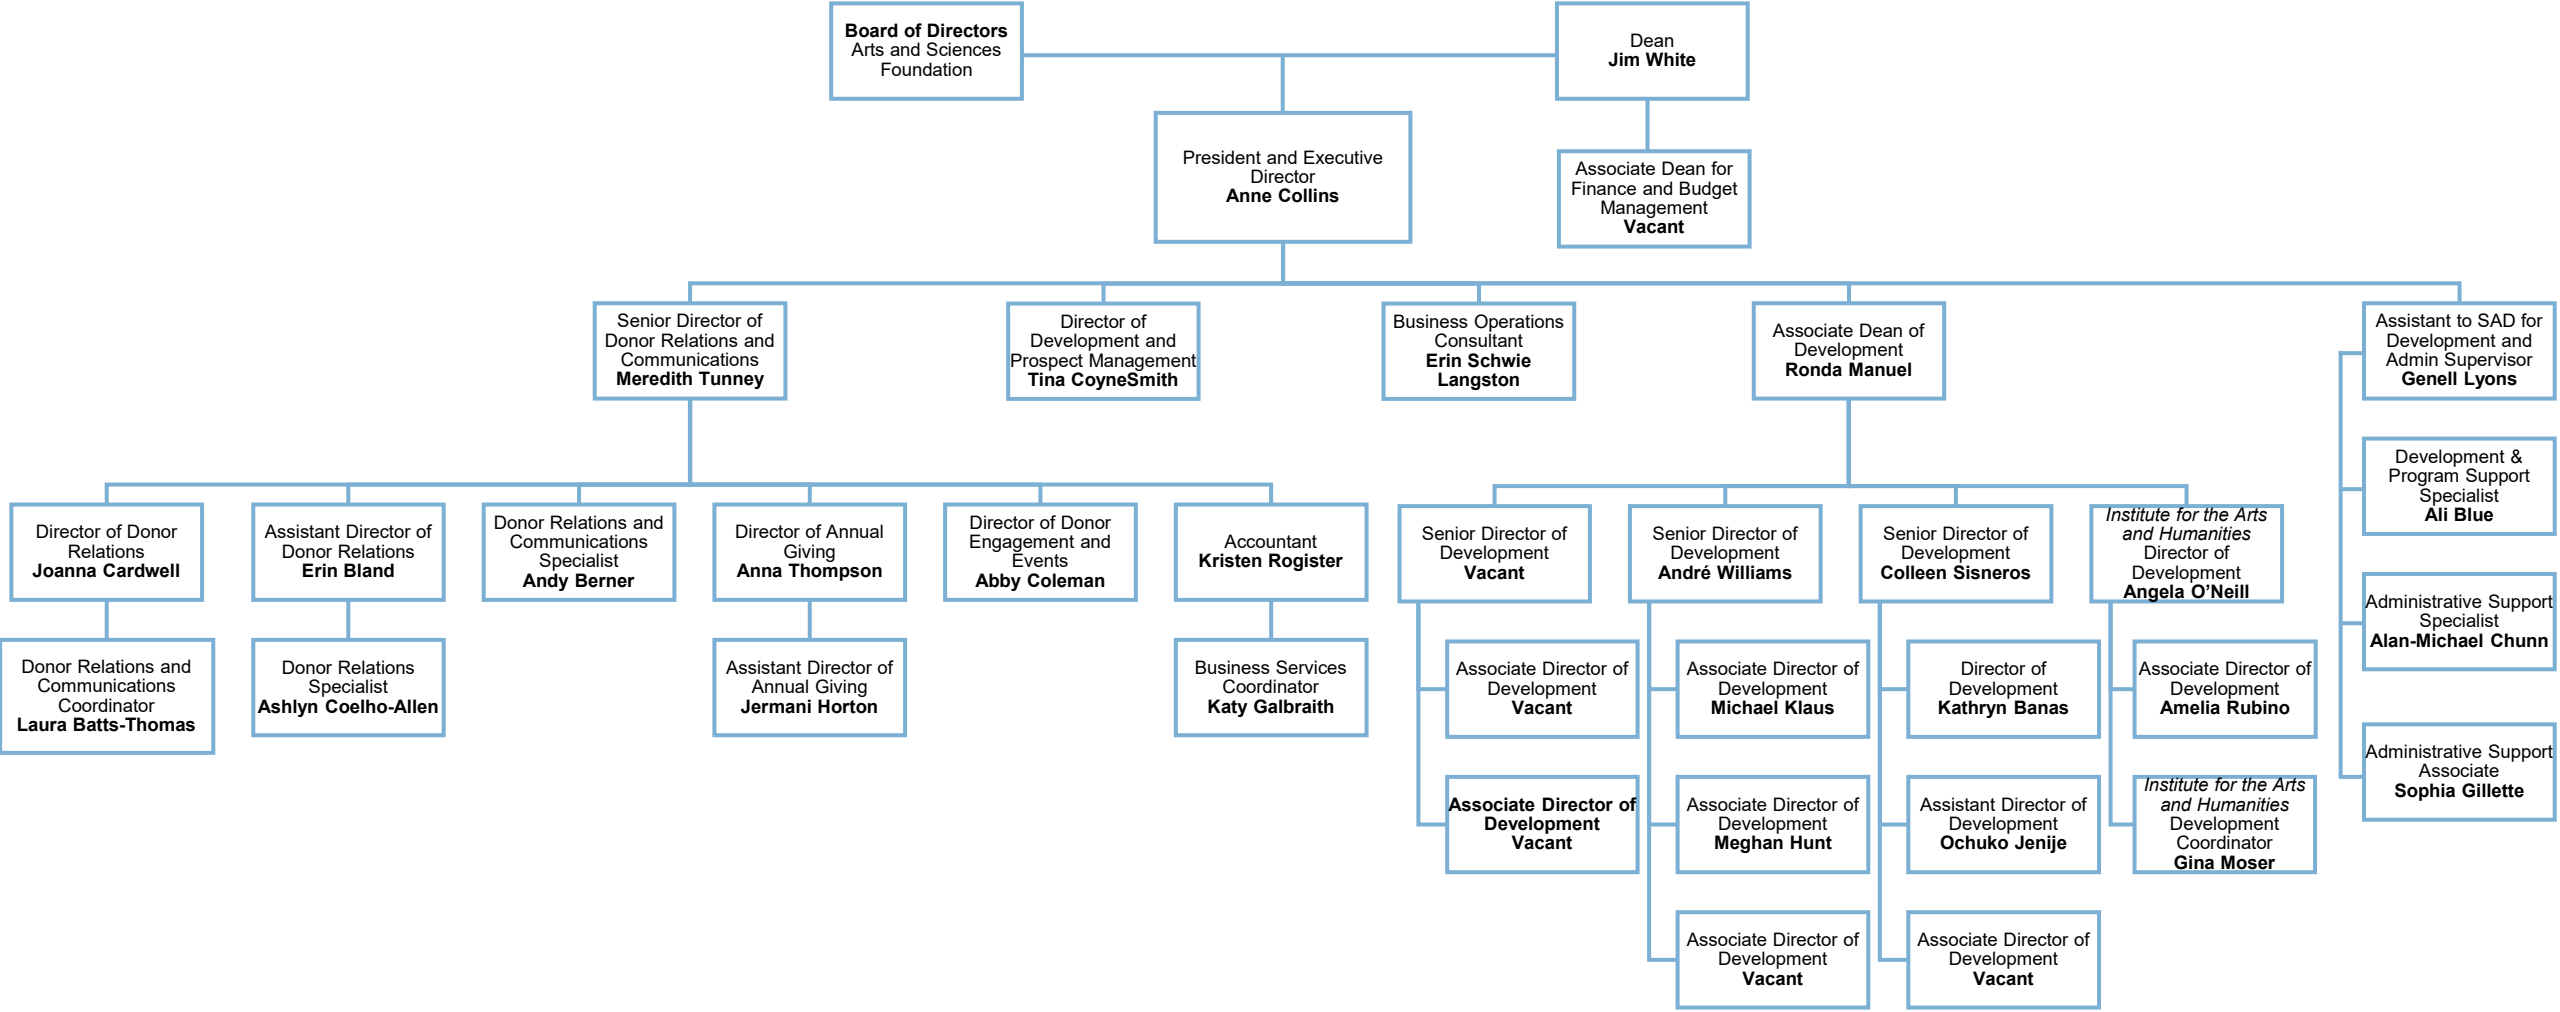 Board of Directors
Arts and Sciences
Foundation
Dean
Jim White
President and Executive
Director
Anne Collins
Associate Dean for
Finance and Budget
Management
Vacant
Senior Director of
Donor Relations and
Communications
Meredith Tunney
Director of
Development and
Prospect Management
Tina CoyneSmith
Business Operations
Consultant
Erin Schwie
Langston
Associate Dean of
Development
Ronda Manuel
Assistant to SAD for
Development and
Admin Supervisor
Genell Lyons
Development &
Program Support
Specialist
Ali Blue
Administrative Support
Specialist
Alan-Michael Chunn
Administrative Support
Associate
Sophia Gillette
Director of Donor
Relations
Joanna Cardwell
Assistant Director of
Donor Relations
Erin Bland
Donor Relations and
Communications
Specialist
Andy Berner
Director of Annual
Giving
Anna Thompson
Director of Donor
Engagement and
Events
Abby Coleman
Accountant
Kristen Rogister
Senior Director of
Development
Vacant
Senior Director of
Development
André Williams
Senior Director of
Development
Colleen Sisneros
Institute for the Arts
and Humanities
Director of
Development
Angela O’Neill
Donor Relations and
Communications
Coordinator
Laura Batts-Thomas
Donor Relations
Specialist
Ashlyn Coelho-Allen
Assistant Director of
Annual Giving
Jermani Horton
Business Services
Coordinator
Katy Galbraith
Associate Director of
Development
Vacant
Associate Director of
Development
Michael Klaus
Director of
Development
Kathryn Banas
Associate Director of
Development
Amelia Rubino
Associate Director of
Development
Vacant
Associate Director of
Development
Meghan Hunt
Assistant Director of
Development
Ochuko Jenije
Institute for the Arts
and Humanities
Development
Coordinator
Gina Moser
Associate Director of
Development
Vacant
Associate Director of
Development
Vacant